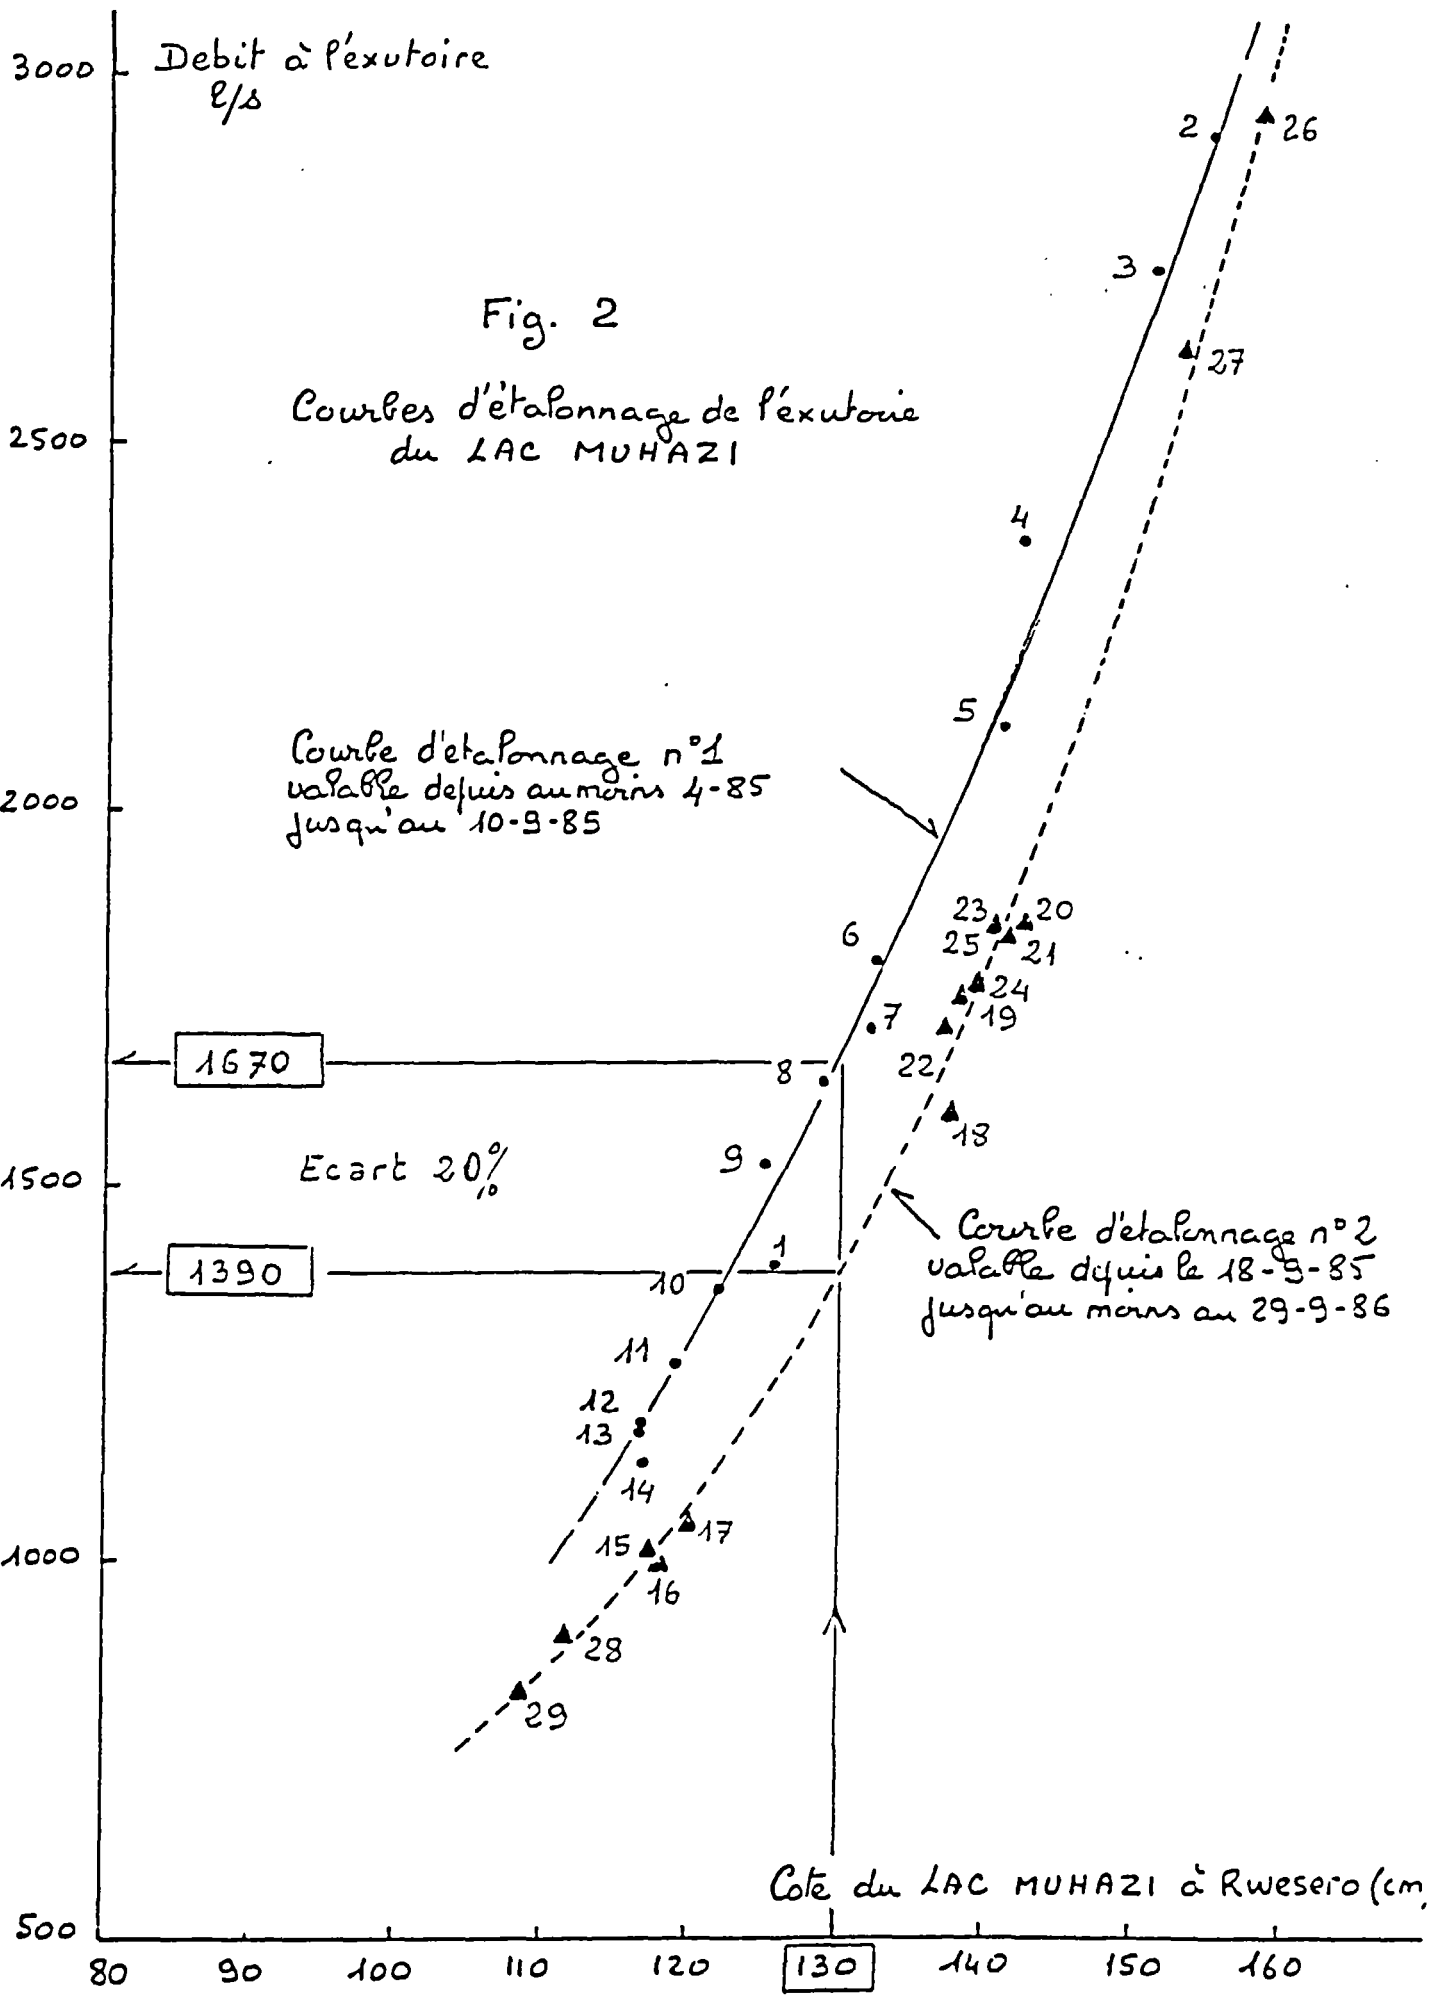 3000
Debit à l'éxutoire
l/s
2
26
3
27
Fig. 2
Courbes d'étalonnage de l'éxutoire
du LAC MUHAZI
2500
4
5
Courbe d'étalonnage n°1
valable depuis au moins 4-85
jusqu'au 10-9-85
2000
23
20
25
21
6
24
19
7
22
1670
8
18
Ecart 20%
9
1500
Courbe d'étalonnage n°2
valable depuis le 18-9-85
jusqu'au moins au 29-9-86
1
1390
10
11
12
13
14
15
17
1000
16
28
29
Cote du LAC MUHAZI à Rwesero (cm
500
80 90 100 110 120 130 140 150 160